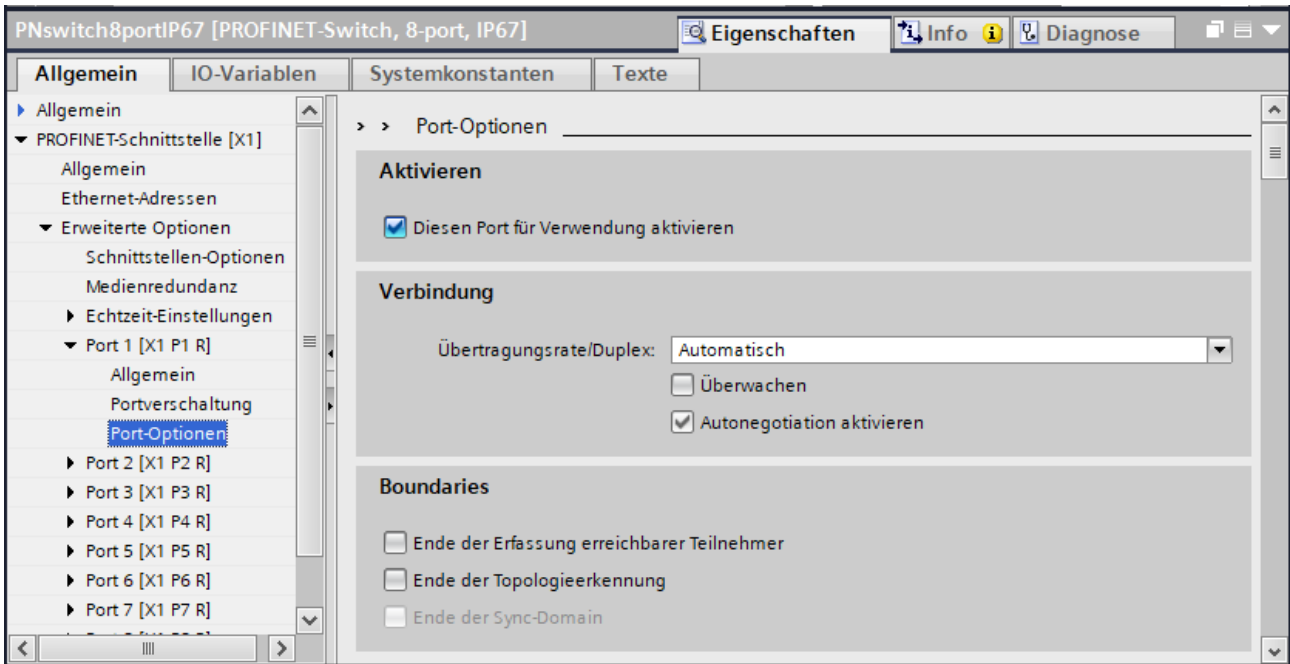 PNswitch8portIP67 [PROFINET-Switch, 8-port, IP67]
Eigenschaften
Info
Diagnose
Allgemein
IO-Variablen
Systemkonstanten
Texte
Allgemein
PROFINET-Schnittstelle [X1]
Allgemein
Ethernet-Adressen
Erweiterte Optionen
Schnittstellen-Optionen
Medienredundanz
Echtzeit-Einstellungen
Port 1 [X1 P1 R]
Allgemein
Portverschaltung
Port-Optionen
Port 2 [X1 P2 R]
Port 3 [X1 P3 R]
Port 4 [X1 P4 R]
Port 5 [X1 P5 R]
Port 6 [X1 P6 R]
Port 7 [X1 P7 R]
> > Port-Optionen
Aktivieren
Diesen Port für Verwendung aktivieren
Verbindung
Übertragungsrate/Duplex: Automatisch
Überwachen
Autonegotiation aktivieren
Boundaries
Ende der Erfassung erreichbarer Teilnehmer
Ende der Topologieerkennung
Ende der Sync-Domain